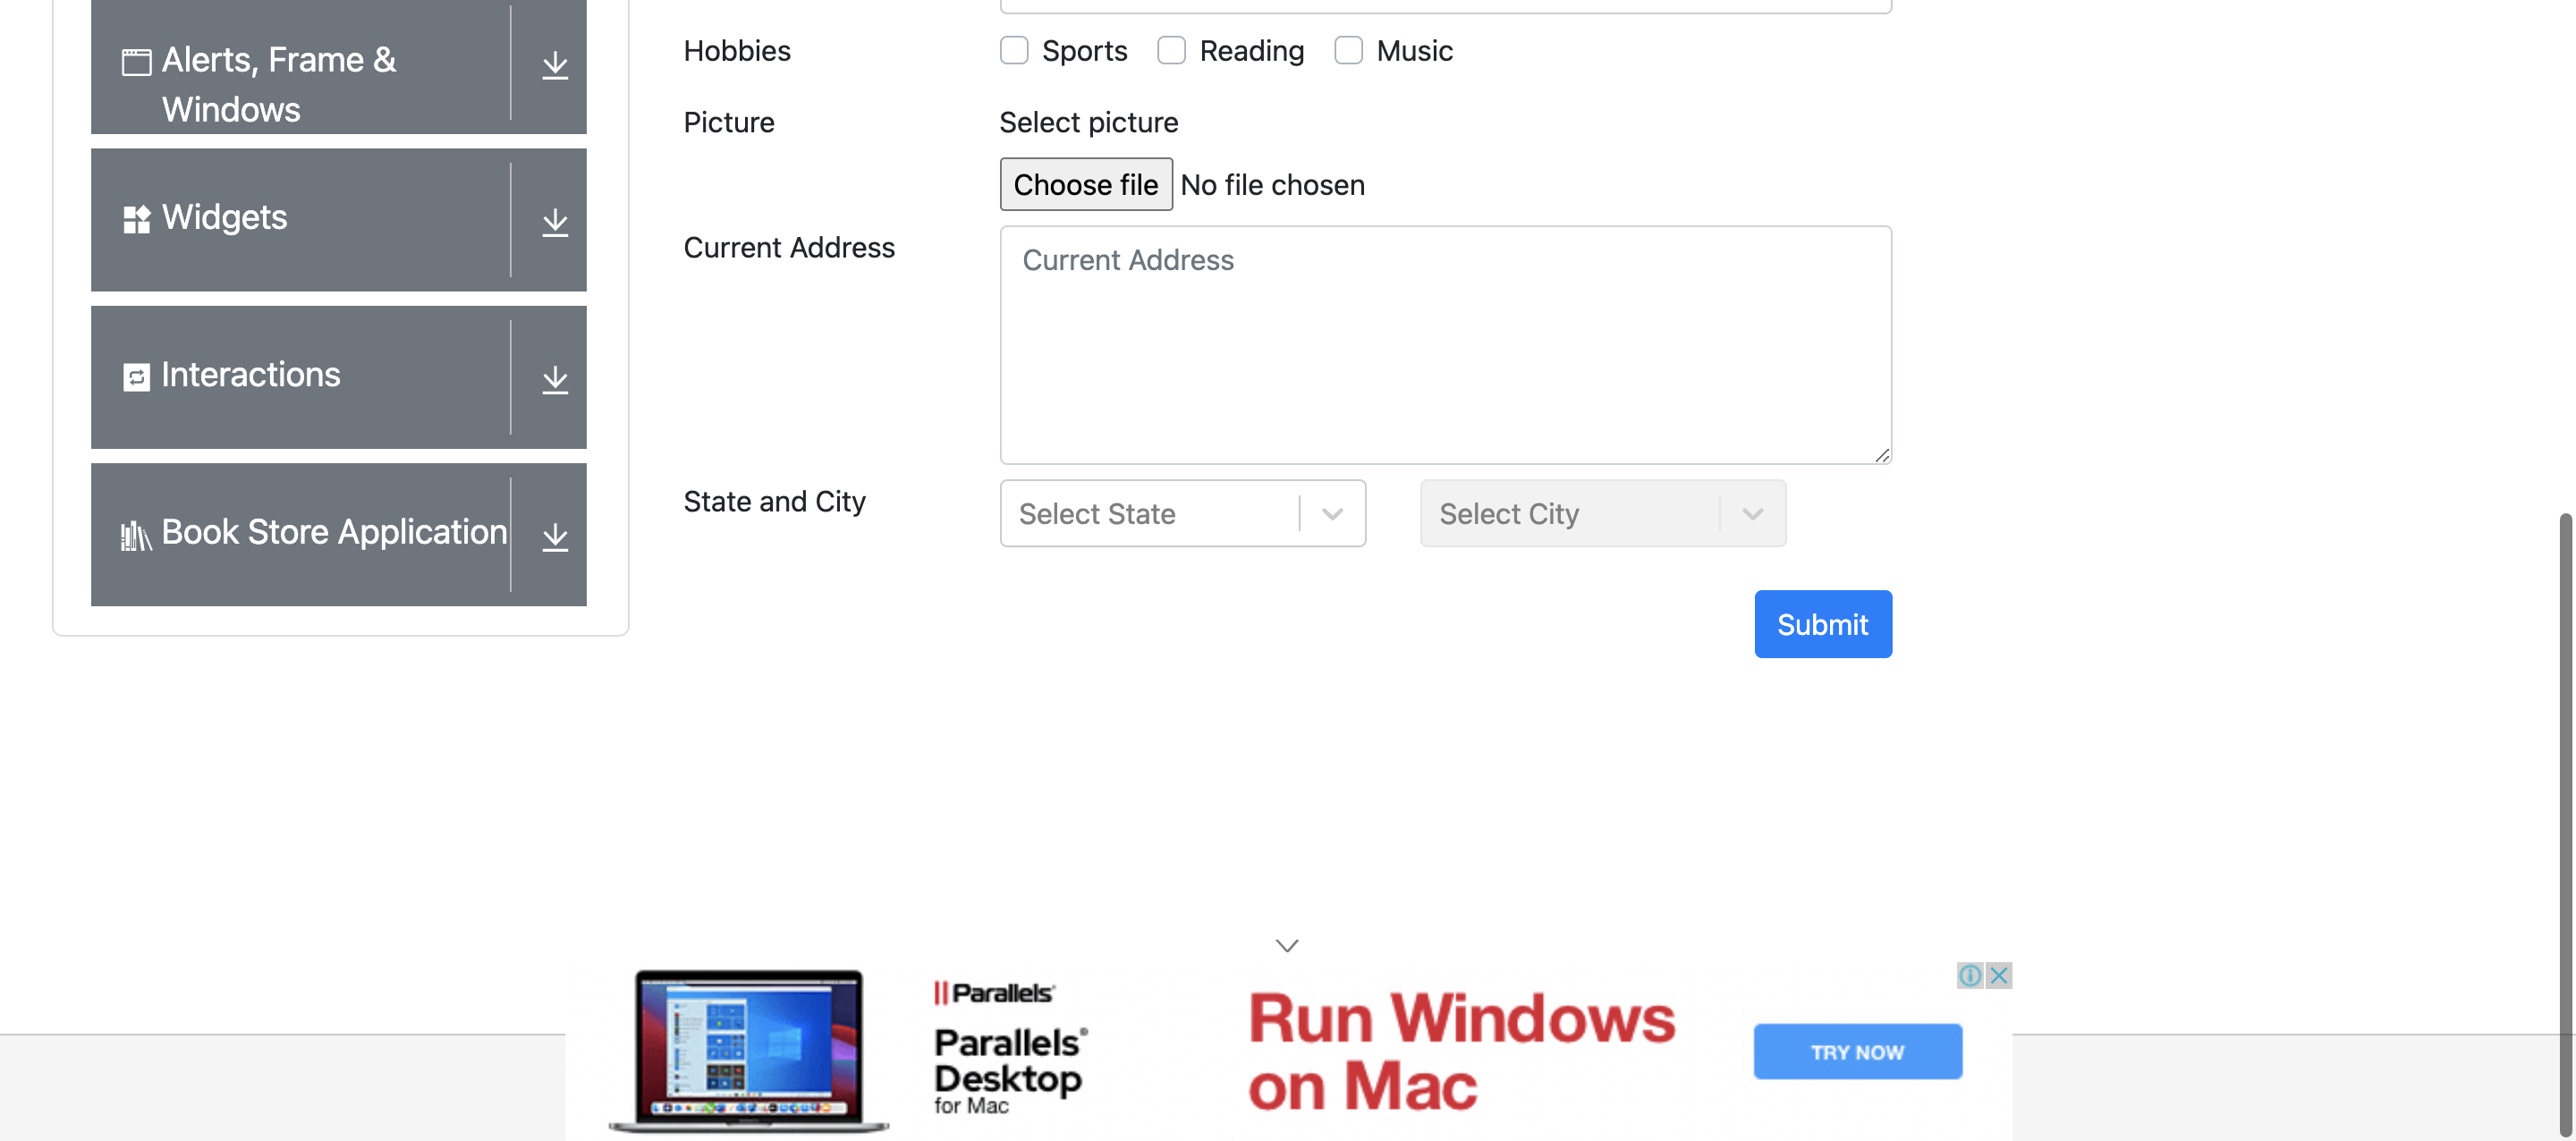 Alerts, Frame &
Windows
Widgets
Interactions
Book Store Application
Hobbies
Sports Reading Music
Picture
Select picture
Choose file No file chosen
Current Address
Current Address
State and City
Select State
Select City
Submit
Parallels®
Parallels®
Desktop
for Mac
Run Windows
on Mac
TRY NOW